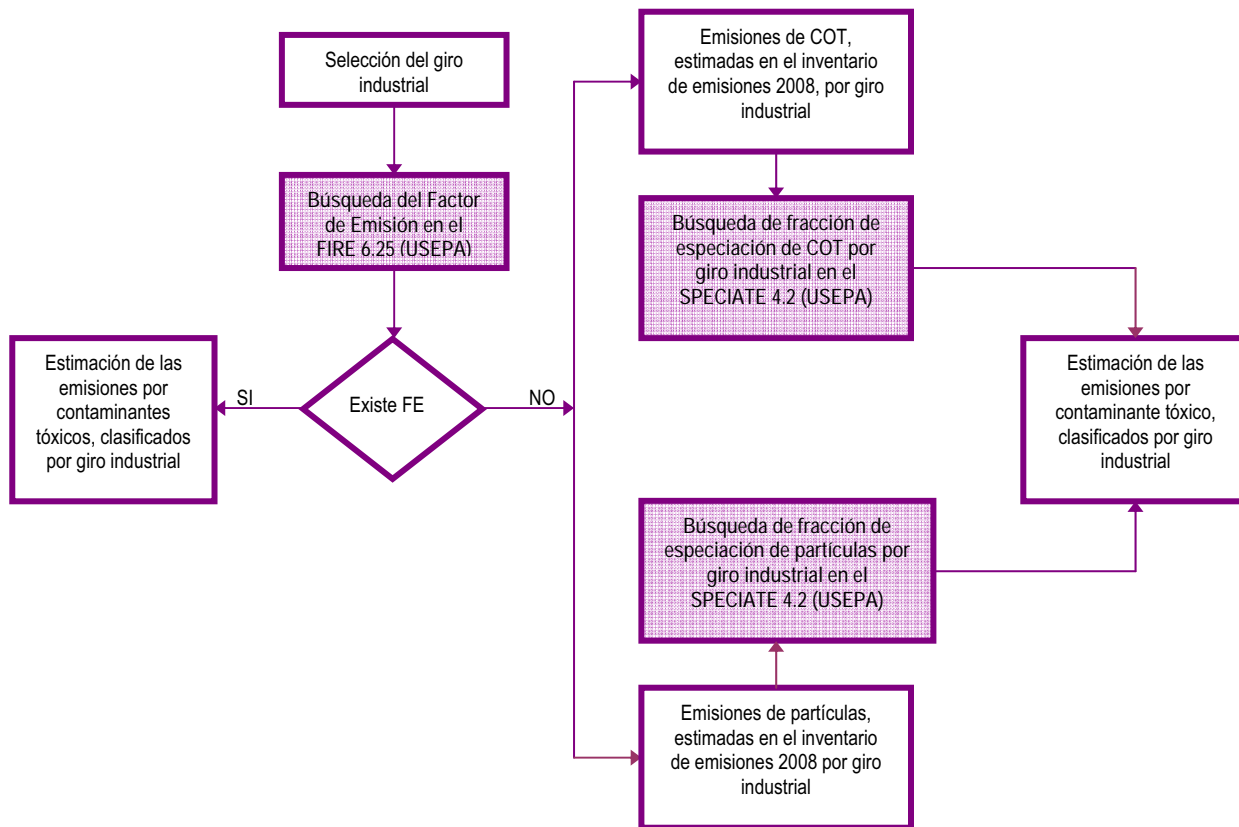 Selección del giro
industrial
Búsqueda del Factor
de Emisión en el
FIRE 6.25 (USEPA)
Existe FE
SI
NO
Estimación de las
emisiones por
contaminantes
tóxicos, clasificados
por giro industrial
Emisiones de COT,
estimadas en el inventario
de emisiones 2008, por giro
industrial
Búsqueda de fracción de
especiación de COT por
giro industrial en el
SPECIATE 4.2 (USEPA)
Estimación de las
emisiones por
contaminante tóxico,
clasificados por giro
industrial
Búsqueda de fracción de
especiación de partículas por
giro industrial en el
SPECIATE 4.2 (USEPA)
Emisiones de partículas,
estimadas en el inventario
de emisiones 2008 por giro
industrial